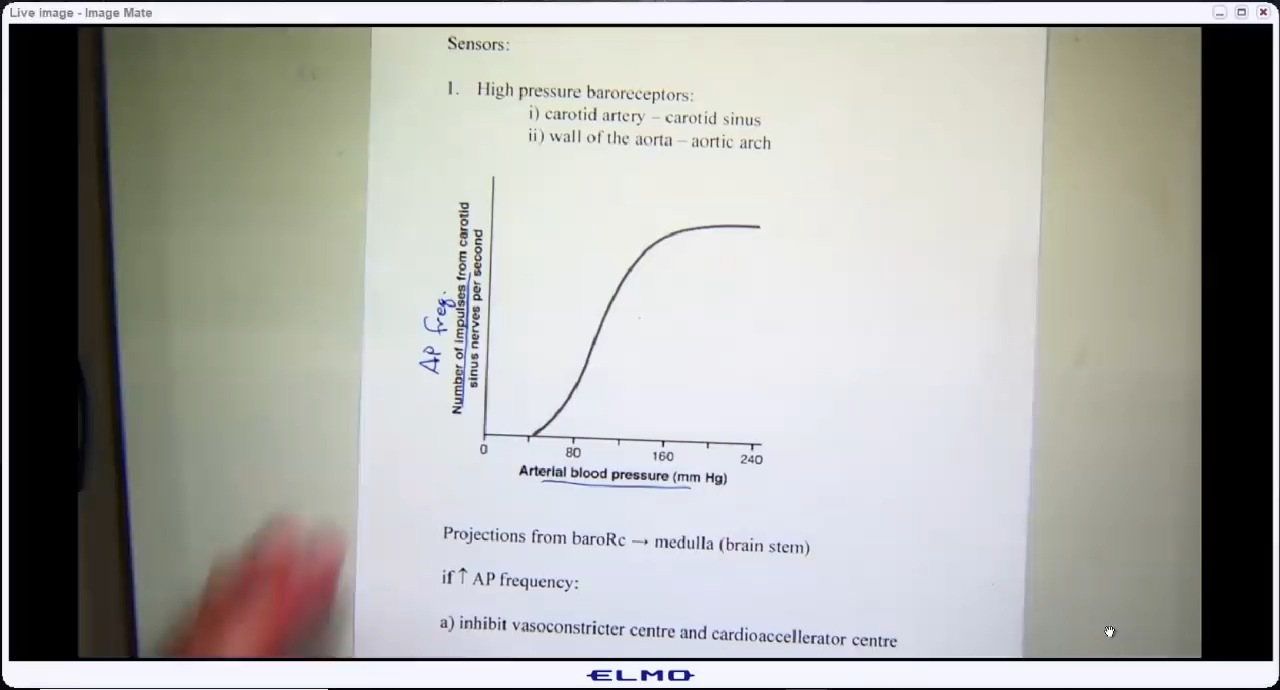 Live image - Image Mate
Sensors:
1. High pressure baroreceptors:
i) carotid artery – carotid sinus
ii) wall of the aorta – aortic arch
AP freq.
Number of impulses from carotid
sinus nerves per second
0 80 160 240
Arterial blood pressure (mm Hg)
Projections from baroRc → medulla (brain stem)
if ↑ AP frequency:
a) inhibit vasoconstricter centre and cardioaccellerator centre
ELMO